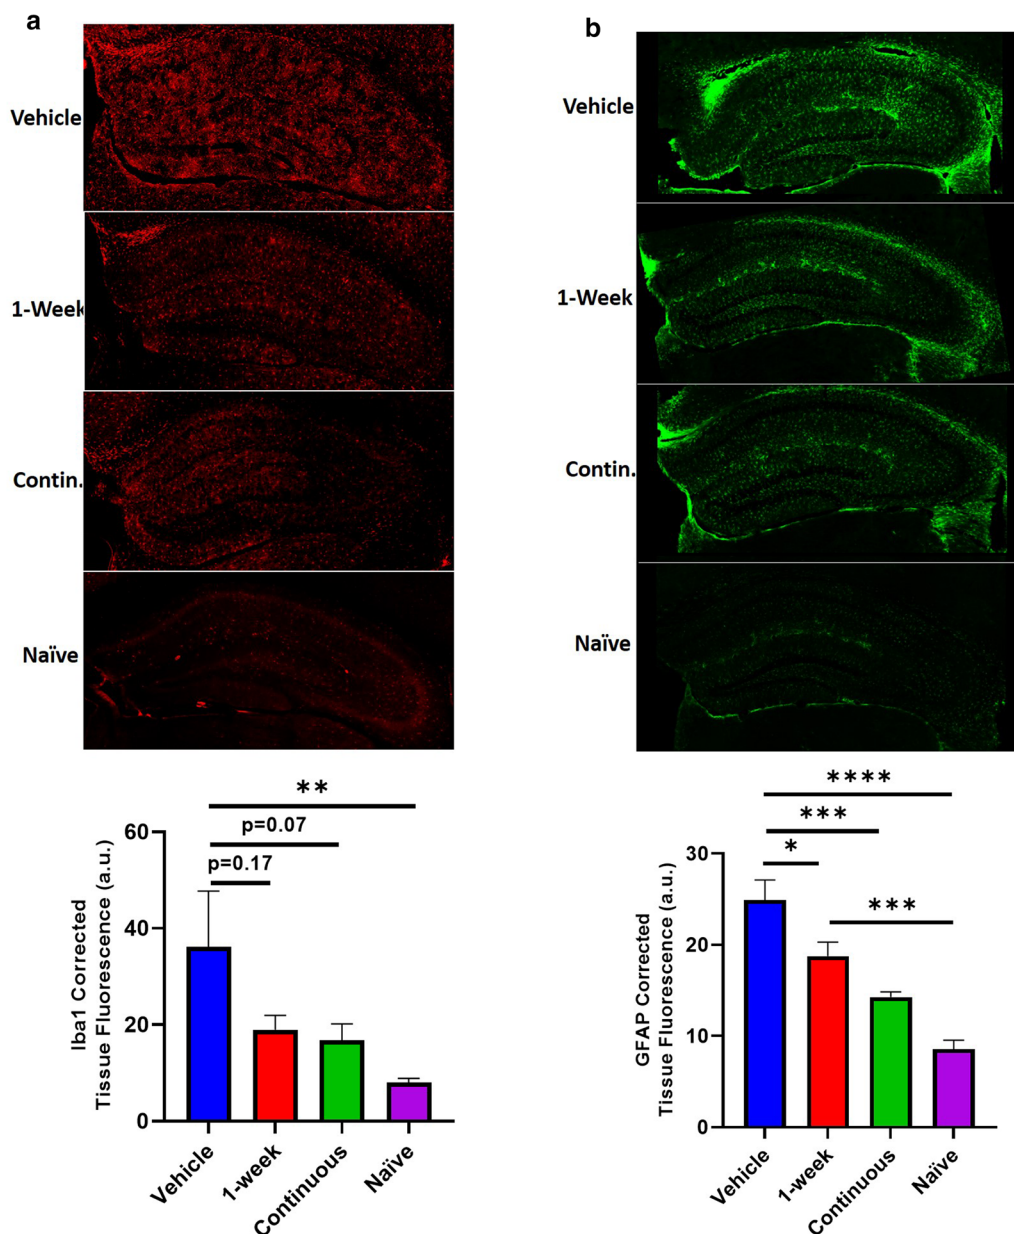 a
Vehicle
1-Week
Contin.
Naïve
**
p=0.07
p=0.17
60
40
20
0
Iba1 Corrected
Tissue Fluorescence (a.u.)
Vehicle
1-week
Continuous
Naïve
b
Vehicle
1-Week
Contin.
Naïve
****
***
*
***
30
20
10
0
GFAP Corrected
Tissue Fluorescence (a.u.)
Vehicle
1-week
Continuous
Naïve